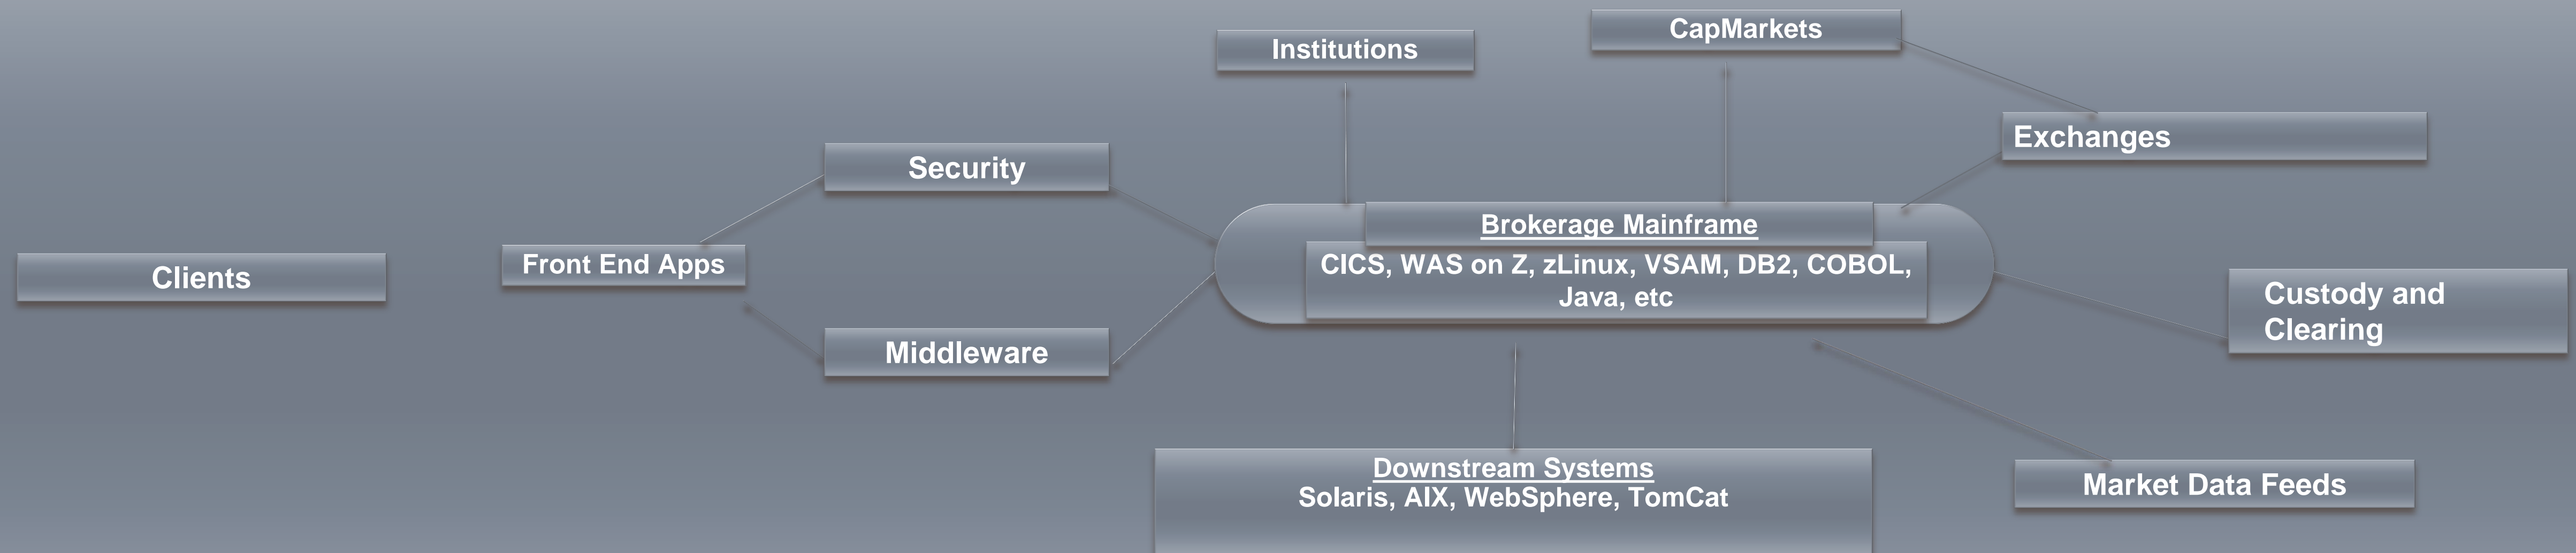 CapMarkets
Institutions
Exchanges
Security
Brokerage Mainframe
Clients
Front End Apps
CICS, WAS on Z, zLinux, VSAM, DB2, COBOL,
Java, etc
Custody and
Clearing
Middleware
Downstream Systems
Solaris, AIX, WebSphere, TomCat
Market Data Feeds